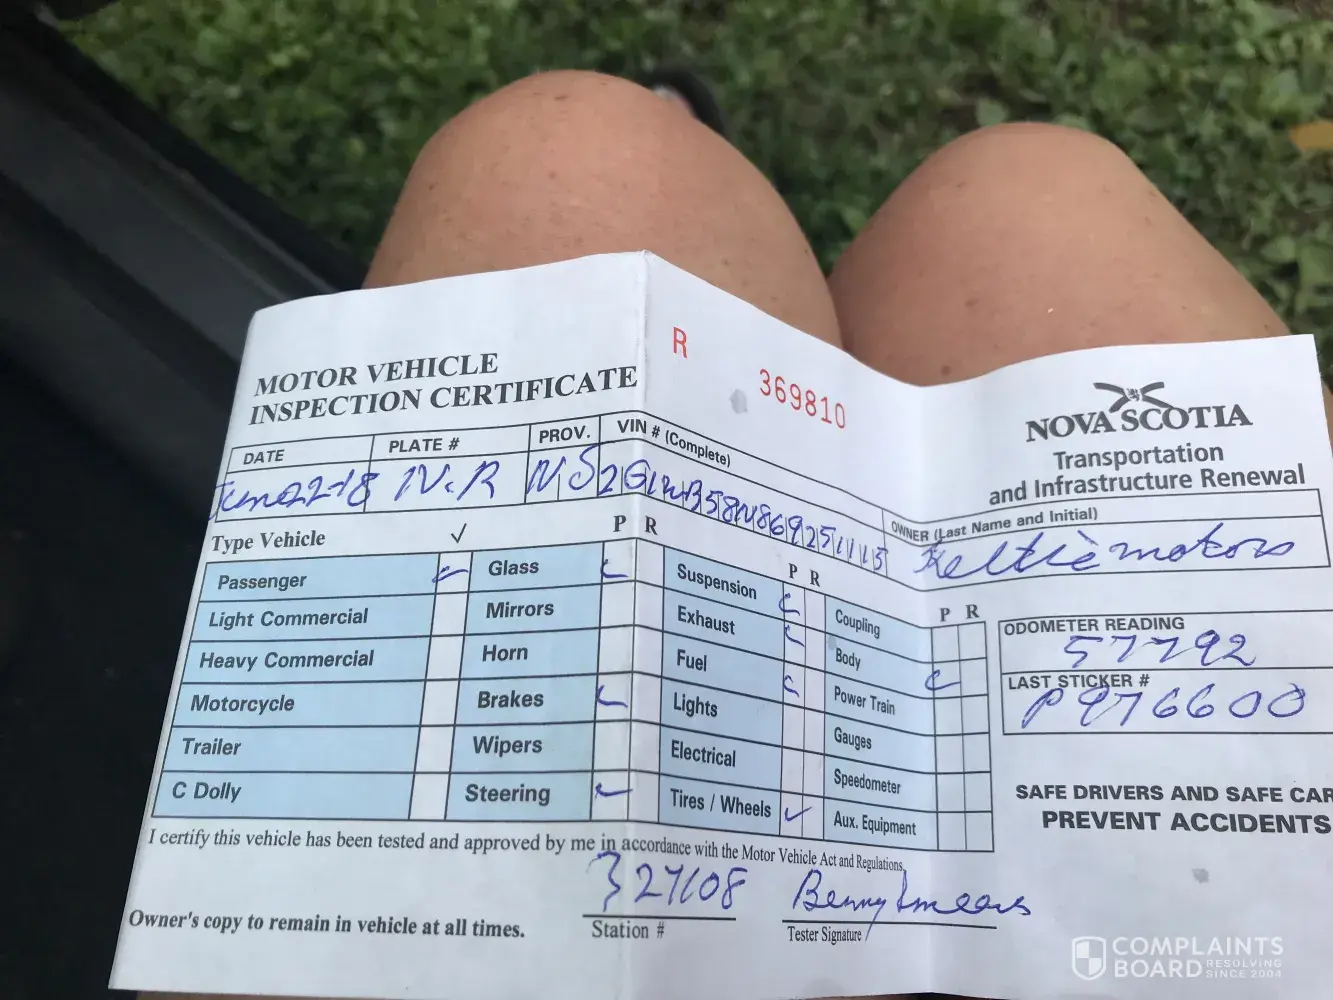 MOTOR VEHICLE
INSPECTION CERTIFICATE
R 369810
NOVA SCOTIA
Transportation
and Infrastructure Renewal
DATE PLATE # PROV. VIN # (Complete)
N.R NS
OWNER (Last Name and Initial)
Keltic motors
Type Vehicle ✓ P R P R P R
Passenger Glass Suspension Coupling
Light Commercial Mirrors Exhaust Body
Heavy Commercial Horn Fuel Power Train
Motorcycle Brakes Lights Gauges
Trailer Wipers Electrical Speedometer
C Dolly Steering Tires / Wheels Aux. Equipment
ODOMETER READING
57792
LAST STICKER #
P976600
SAFE DRIVERS AND SAFE CAR
PREVENT ACCIDENTS
I certify this vehicle has been tested and approved by me in accordance with the Motor Vehicle Act and Regulations.
Owner's copy to remain in vehicle at all times.
Station #
Benny
Tester Signature
COMPLAINTS
BOARD RESOLVING
SINCE 2004